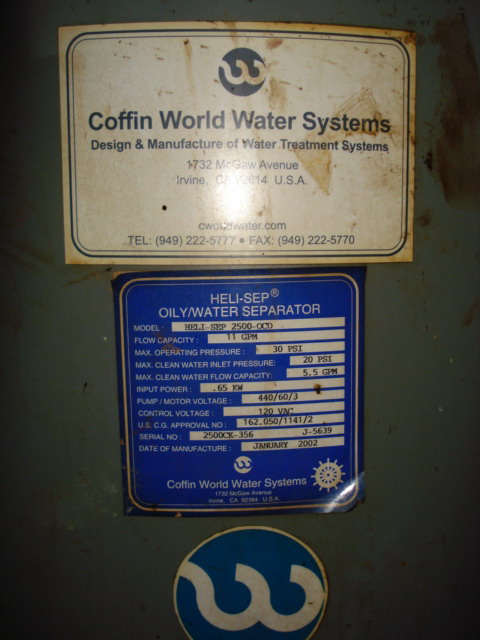 Coffin World Water Systems
Design & Manufacture of Water Treatment Systems
1732 McGaw Avenue
Irvine, CA 92614 U.S.A.
cworldwater.com
TEL: (949) 222-5777 • FAX: (949) 222-5770
HELI-SEP®
OILY/WATER SEPARATOR
MODEL: HELI-SEP 2500-OCD
FLOW CAPACITY: 11 GPM
MAX. OPERATING PRESSURE: 30 PSI
MAX. CLEAN WATER INLET PRESSURE: 20 PSI
MAX. CLEAN WATER FLOW CAPACITY: 5.5 GPM
INPUT POWER: .65 KW
PUMP / MOTOR VOLTAGE: 440/60/3
CONTROL VOLTAGE: 120 VAC
U.S. C.G. APPROVAL NO: 162.050/1141/2
SERIAL NO: 2500CK-356 J-5639
DATE OF MANUFACTURE: JANUARY 2002
Coffin World Water Systems
1732 McGaw Avenue
Irvine, CA 92164 U.S.A.